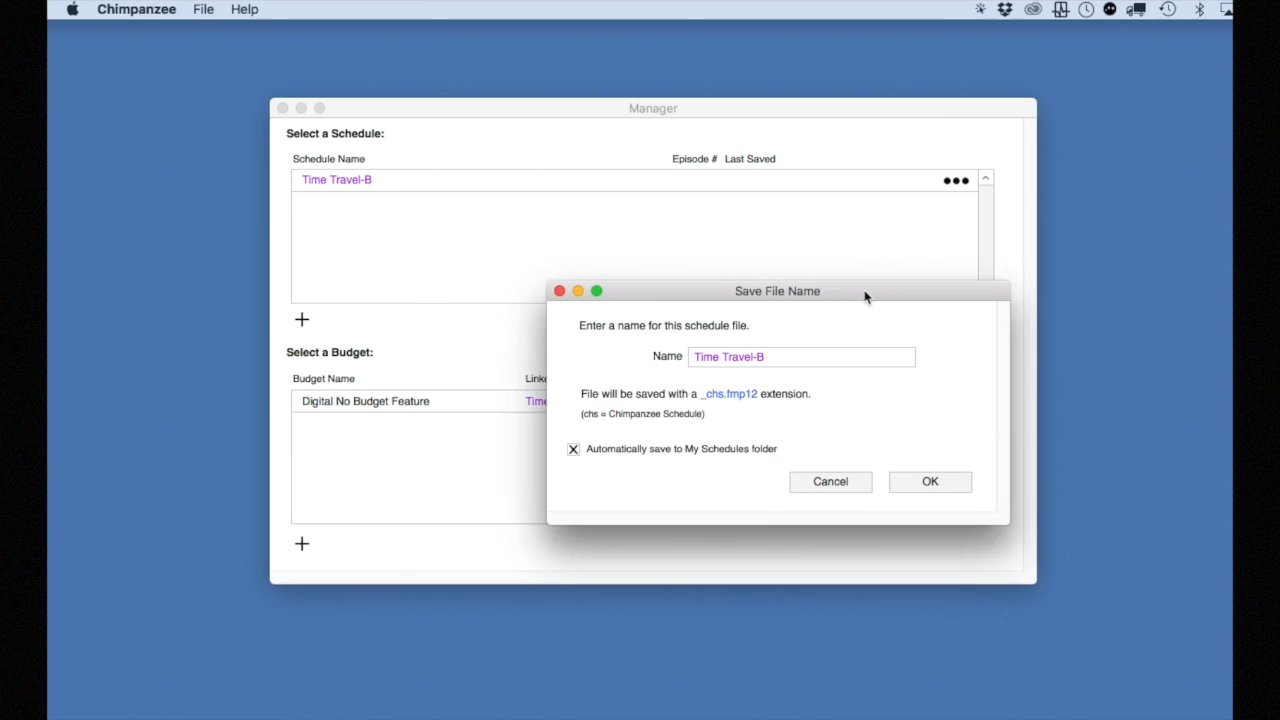 Chimpanzee File Help
Manager
Select a Schedule:
Schedule Name Episode # Last Saved
Time Travel-B
Save File Name
Enter a name for this schedule file.
Name Time Travel-B
File will be saved with a _chs.fmp12 extension.
(chs = Chimpanzee Schedule)
X Automatically save to My Schedules folder
Cancel OK
Select a Budget:
Budget Name Linke
Digital No Budget Feature Time